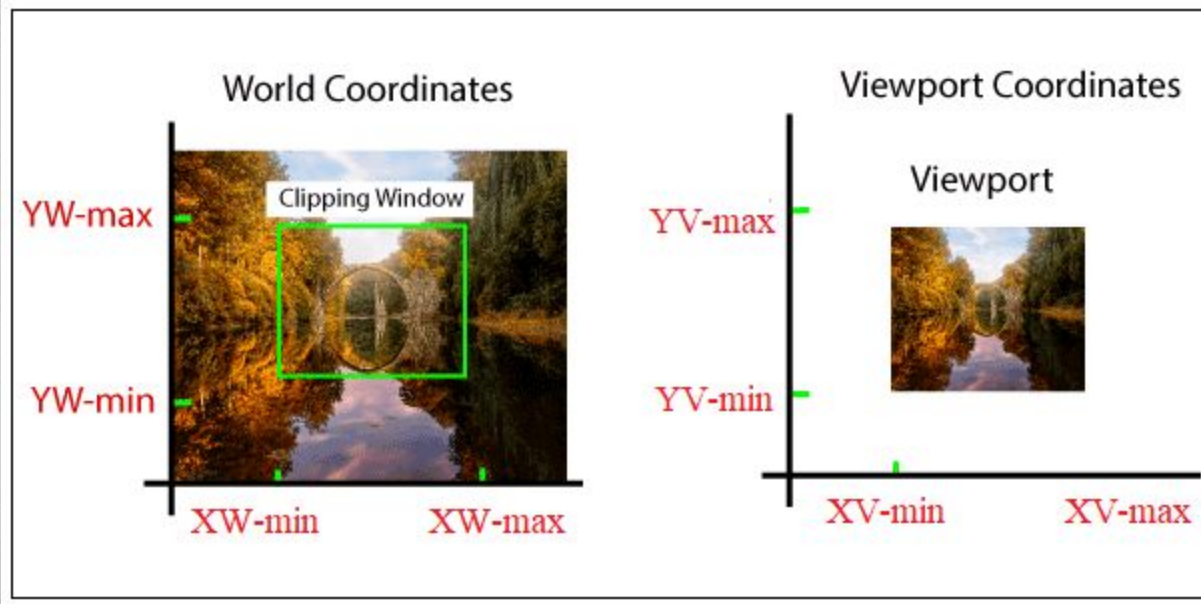 World Coordinates
Clipping Window
YW-max
YW-min
XW-min
XW-max
Viewport Coordinates
Viewport
YV-max
YV-min
XV-min
XV-max